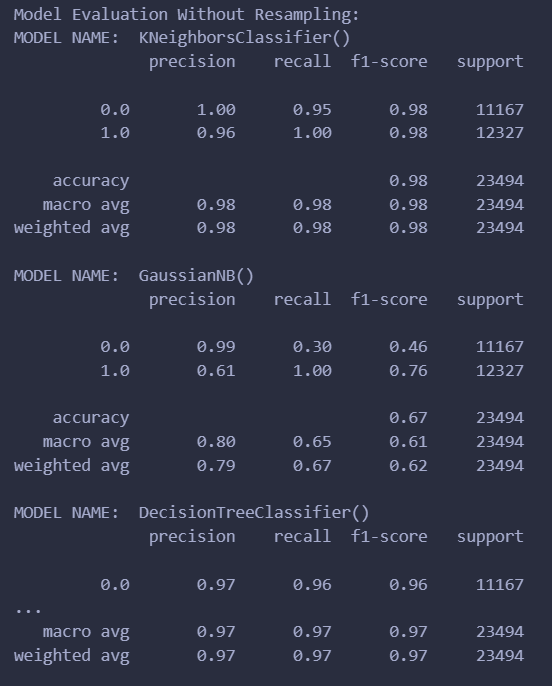 Model Evaluation Without Resampling:
MODEL NAME:  KNeighborsClassifier()
              precision    recall  f1-score   support

         0.0       1.00      0.95      0.98     11167
         1.0       0.96      1.00      0.98     12327

    accuracy                           0.98     23494
   macro avg       0.98      0.98      0.98     23494
weighted avg       0.98      0.98      0.98     23494

MODEL NAME:  GaussianNB()
              precision    recall  f1-score   support

         0.0       0.99      0.30      0.46     11167
         1.0       0.61      1.00      0.76     12327

    accuracy                           0.67     23494
   macro avg       0.80      0.65      0.61     23494
weighted avg       0.79      0.67      0.62     23494

MODEL NAME:  DecisionTreeClassifier()
              precision    recall  f1-score   support

         0.0       0.97      0.96      0.96     11167
...
   macro avg       0.97      0.97      0.97     23494
weighted avg       0.97      0.97      0.97     23494